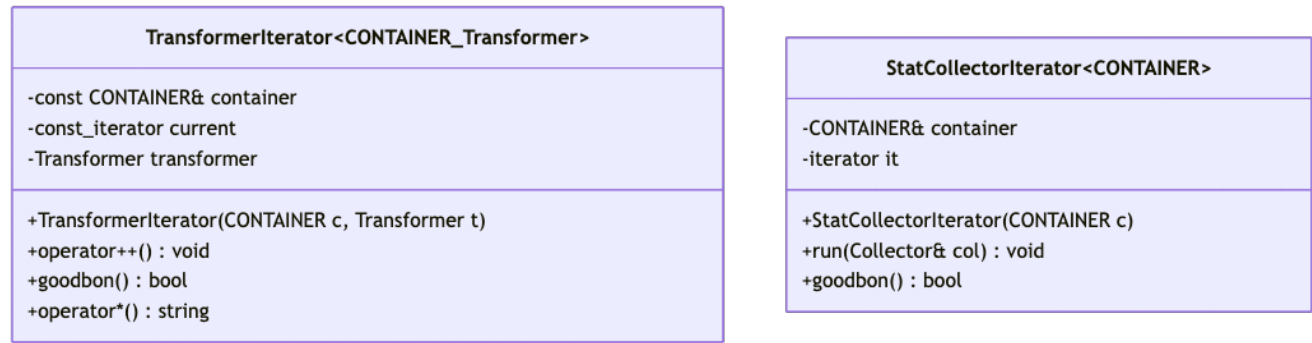 TransformerIterator<CONTAINER_Transformer>
-const CONTAINER& container
-const_iterator current
-Transformer transformer
+TransformerIterator(CONTAINER c, Transformer t)
+operator++() : void
+goodbon() : bool
+operator*() : string
StatCollectorIterator<CONTAINER>
-CONTAINER& container
-iterator it
+StatCollectorIterator(CONTAINER c)
+run(Collector& col) : void
+goodbon() : bool